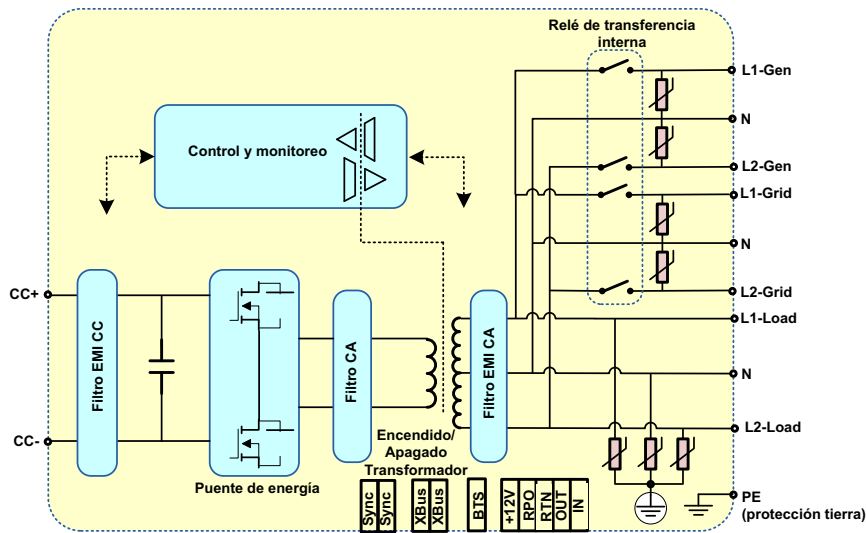 Relé de transferencia
interna
L1-Gen
N
L2-Gen
L1-Grid
N
L2-Grid
L1-Load
N
L2-Load
PE
(protección tierra)
Control y monitoreo
CC+
CC-
Filtro EMI CC
Puente de energía
Filtro CA
Encendido/
Apagado
Transformador
Filtro EMI CA
Sync
Sync
XBus
XBus
BTS
+12V
RPO
RTN
OUT
IN